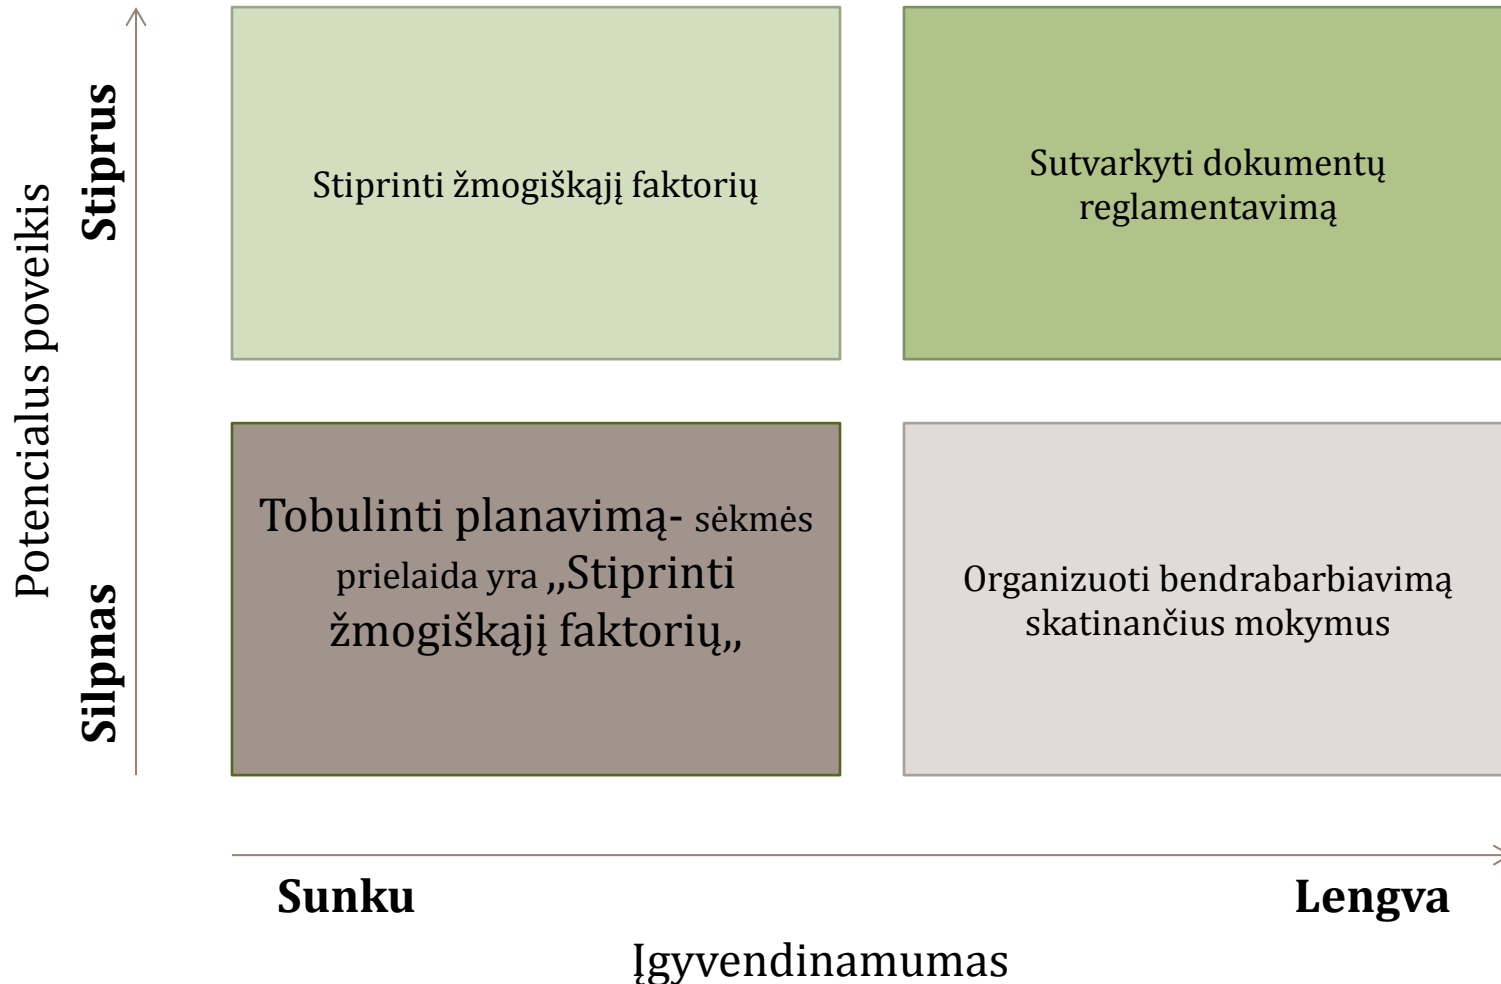 Potencialus poveikis
Stiprus
Silpnas
Stiprinti žmogiškąjį faktorių
Sutvarkyti dokumentų
reglamentavimą
Tobulinti planavimą- sėkmės
prielaida yra „Stiprinti
žmogiškąjį faktorių„
Organizuoti bendrabarbiavimą
skatinančius mokymus
Sunku
Lengva
Įgyvendinamumas